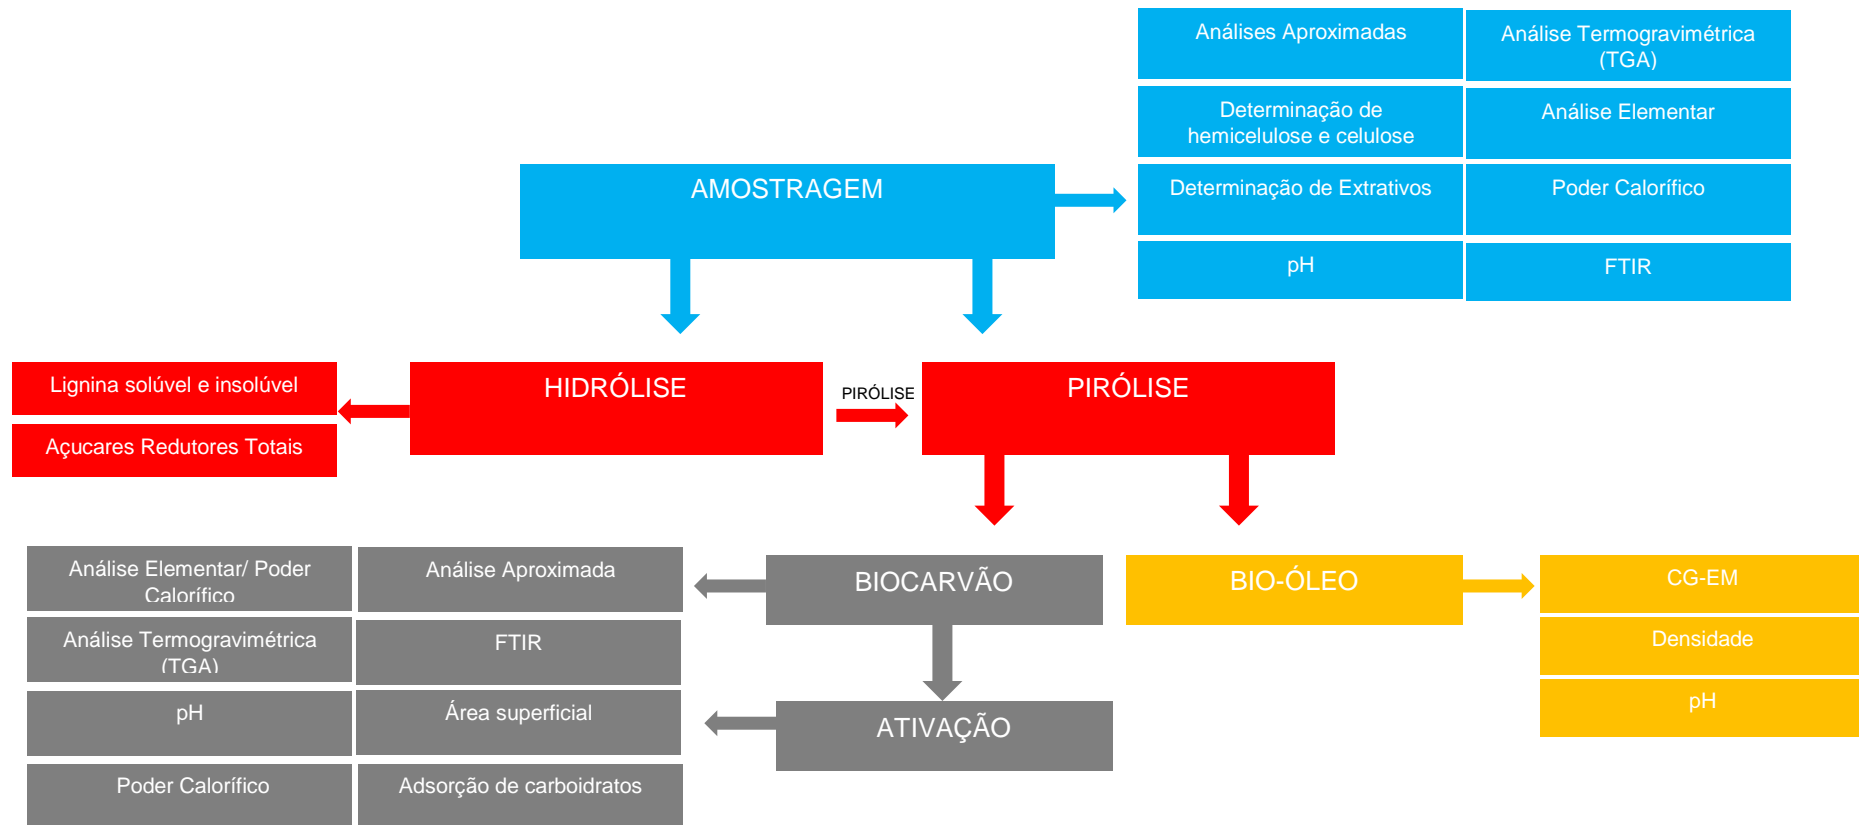 Análises Aproximadas
Análise Termogravimétrica
(TGA)
Determinação de
hemicelulose e celulose
Análise Elementar
AMOSTRAGEM
Determinação de Extrativos
Poder Calorífico
pH
FTIR
Lignina solúvel e insolúvel
Açucares Redutores Totais
HIDRÓLISE
PIRÓLISE
PIRÓLISE
Análise Elementar/ Poder
Calorífico
Análise Aproximada
BIOCARVÃO
BIO-ÓLEO
CG-EM
Análise Termogravimétrica
(TGA)
FTIR
Densidade
pH
Área superficial
ATIVAÇÃO
pH
Poder Calorífico
Adsorção de carboidratos